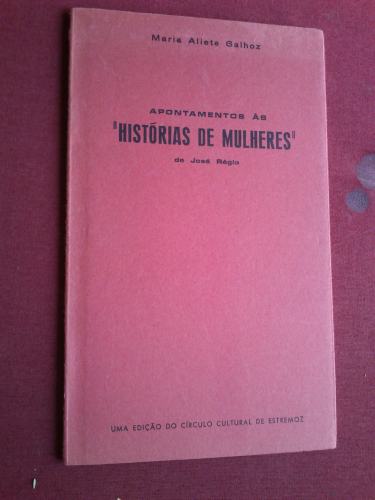 Maria Aliete Galhoz
APONTAMENTOS ÀS
"HISTÓRIAS DE MULHERES"
de José Régio
UMA EDIÇÃO DO CÍRCULO CULTURAL DE ESTREMOZ